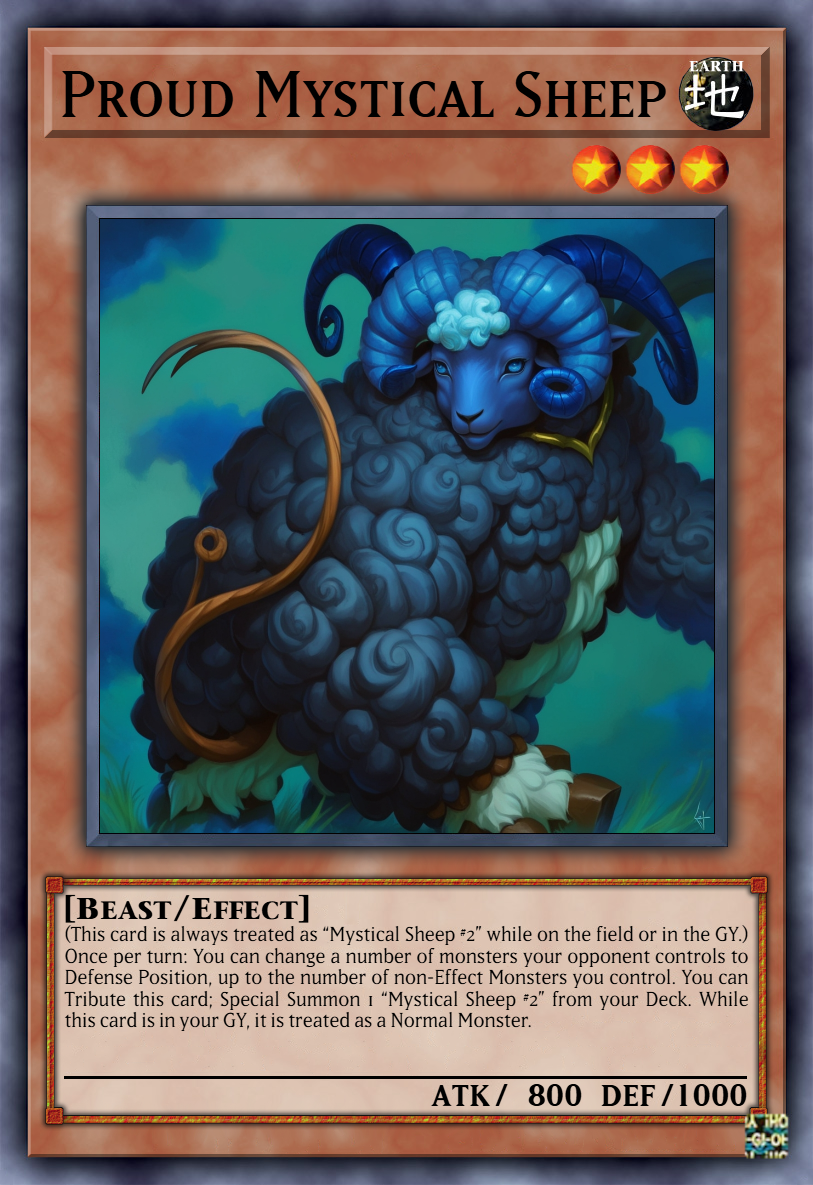 Proud Mystical Sheep
EARTH
地
[Beast/Effect]
(This card is always treated as “Mystical Sheep #2” while on the field or in the GY.)
Once per turn: You can change a number of monsters your opponent controls to
Defense Position, up to the number of non-Effect Monsters you control. You can
Tribute this card; Special Summon 1 “Mystical Sheep #2” from your Deck. While
this card is in your GY, it is treated as a Normal Monster.
ATK/ 800 DEF/1000